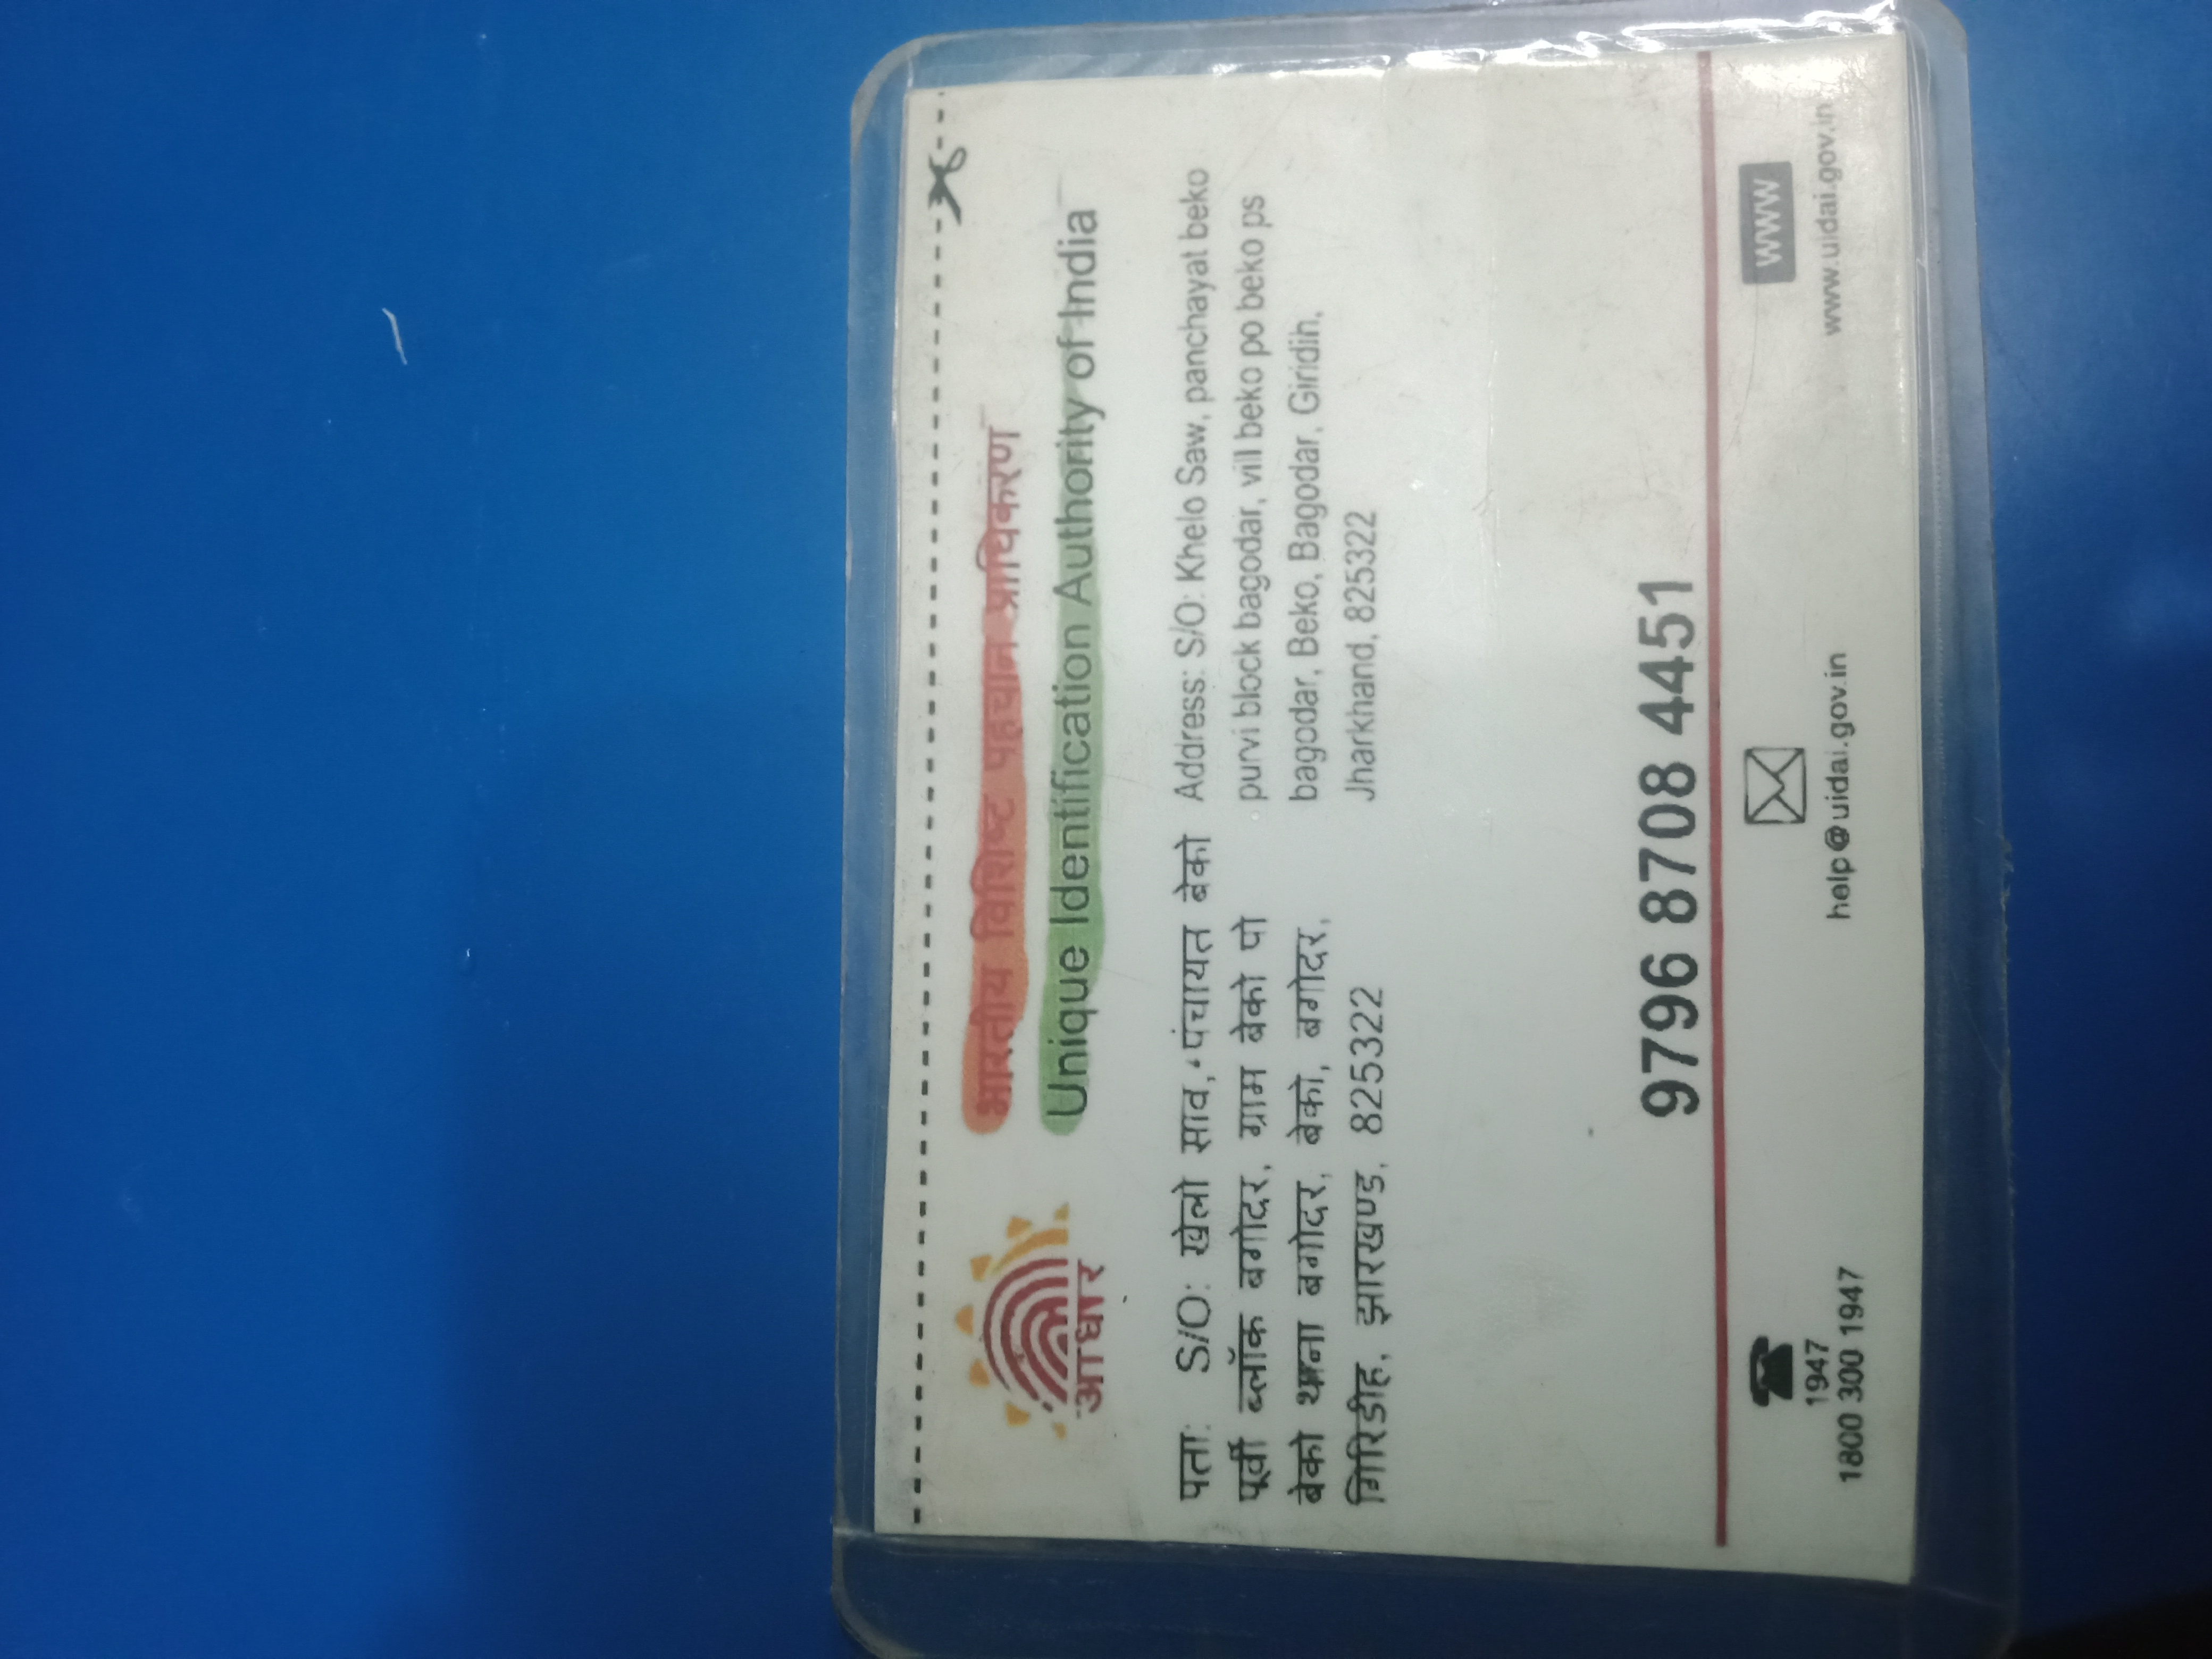 भारतीय विशिष्ट पहचान प्राधिकरण
Unique Identification Authority of India
आधार
पता: S/O: खेलो साव, पंचायत बेको
पूर्वी ब्लॉक बगोदर, ग्राम बेको पो
बेको थाना बगोदर, बेको, बगोदर,
गिरिडीह, झारखण्ड, 825322
Address: S/O: Khelo Saw, panchayat beko
purvi block bagodar, vill beko po beko ps
bagodar, Beko, Bagodar, Giridih,
Jharkhand, 825322
9796 8708 4451
1947
1800 300 1947
help@uidai.gov.in
WWW
www.uidai.gov.in